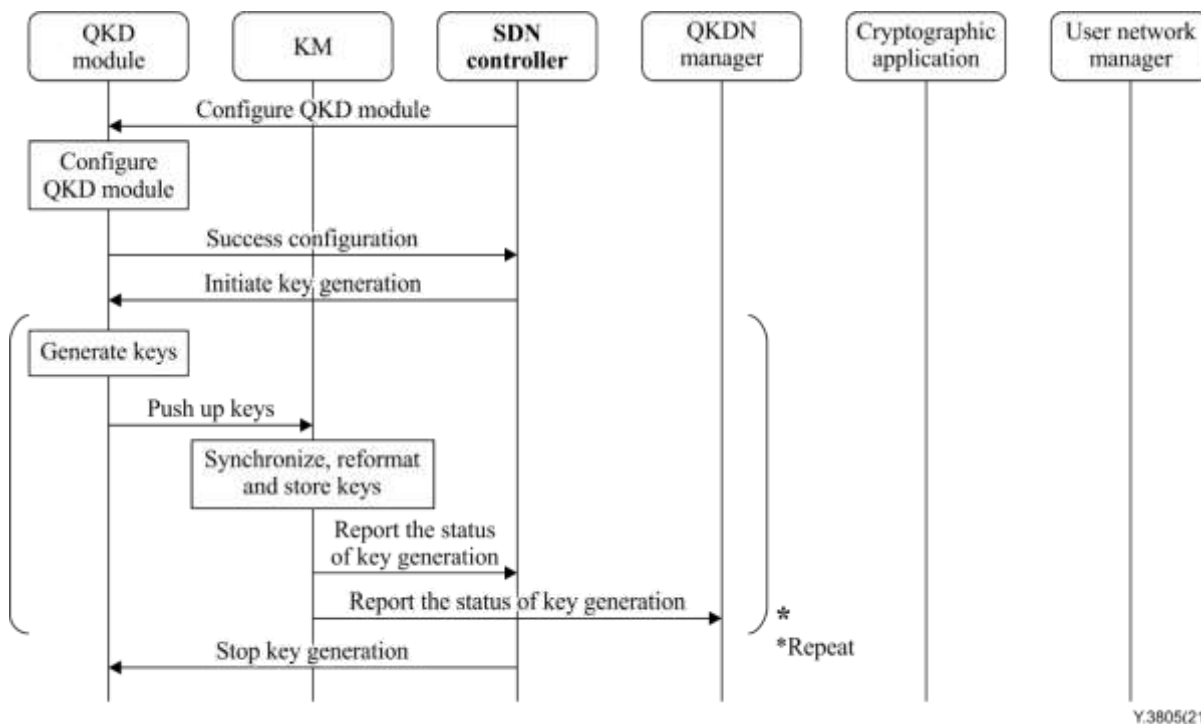 QKD
module
KM
SDN
controller
QKDN
manager
Cryptographic
application
User network
manager
Configure QKD module
Configure
QKD module
Success configuration
Initiate key generation
Generate keys
Push up keys
Synchronize, reformat
and store keys
Report the status
of key generation
Report the status of key generation
*
*Repeat
Stop key generation
Y.3805(21